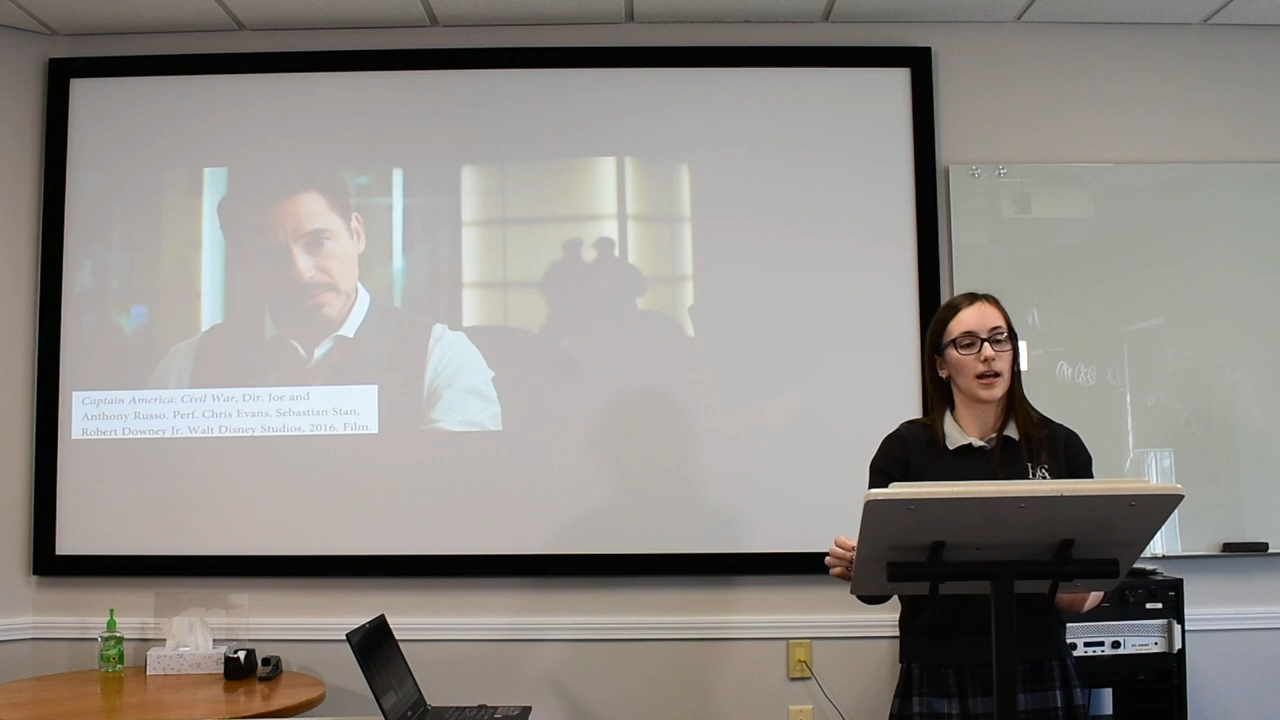 Captain America: Civil War, Dir. Joe and
Anthony Russo. Perf. Chris Evans, Sebastian Stan,
Robert Downey Jr. Walt Disney Studios, 2016. Film.